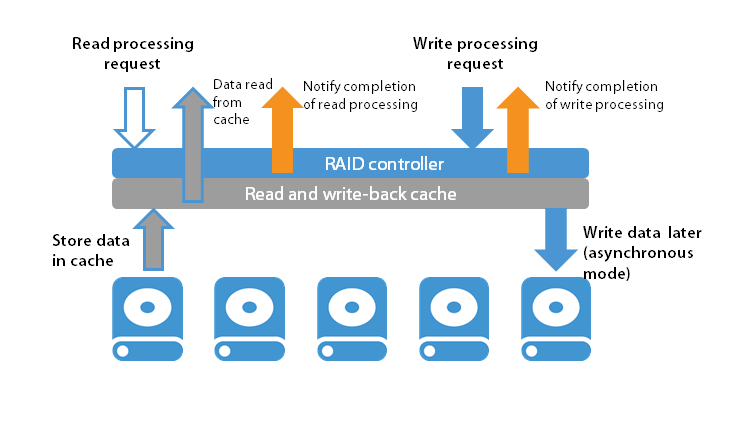 Read processing
request
Data read
from
cache
Notify completion
of read processing
Write processing
request
Notify completion
of write processing
RAID controller
Read and write-back cache
Store data
in cache
Write data later
(asynchronous
mode)